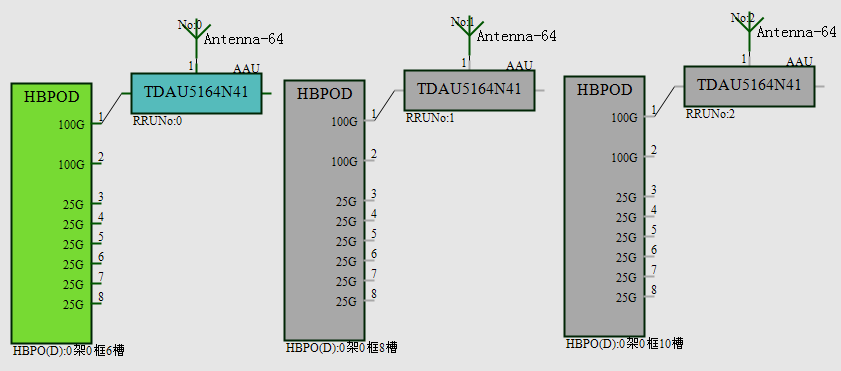 No:0
Antenna-64
1
AAU
TDAU5164N41
RRUNo:0
HBPOD
100G 1
100G 2
25G 3
25G 4
25G 5
25G 6
25G 7
25G 8
HBPO(D):0架0框6槽
No:1
Antenna-64
1
AAU
TDAU5164N41
RRUNo:1
HBPOD
100G 1
100G 2
25G 3
25G 4
25G 5
25G 6
25G 7
25G 8
HBPO(D):0架0框8槽
No:2
Antenna-64
1
AAU
TDAU5164N41
RRUNo:2
HBPOD
100G 1
100G 2
25G 3
25G 4
25G 5
25G 6
25G 7
25G 8
HBPO(D):0架0框10槽